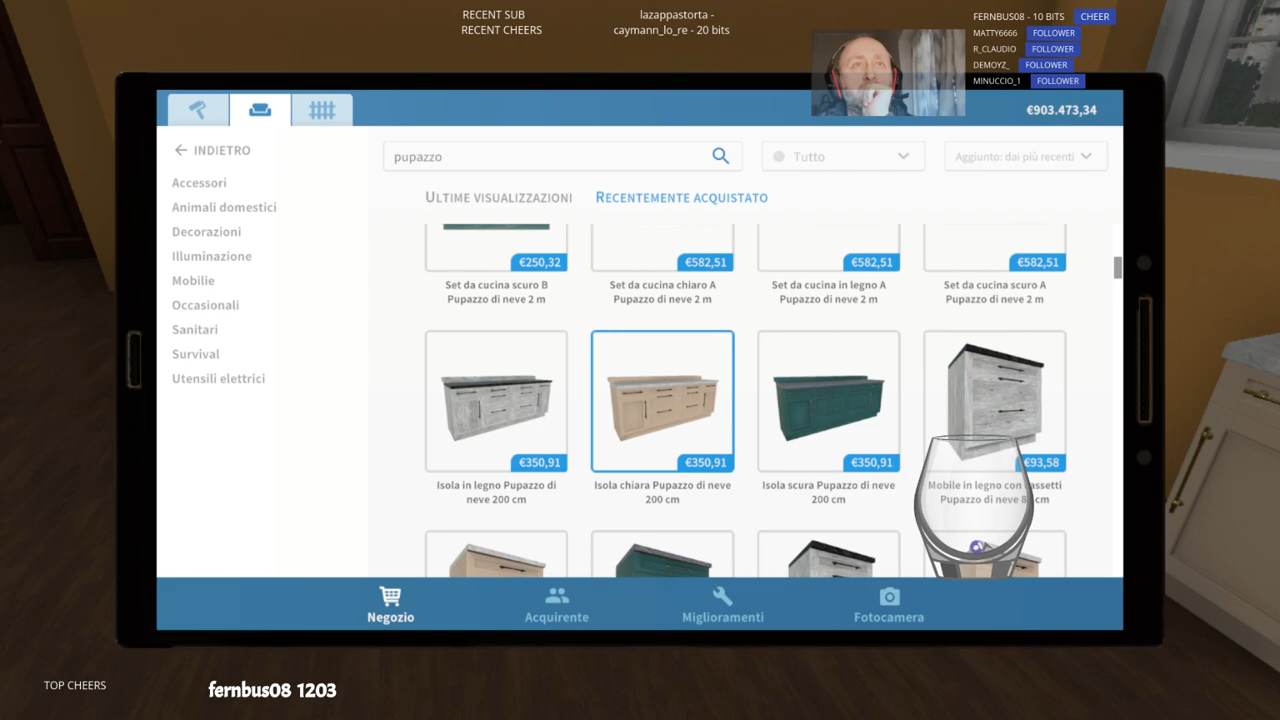 RECENT SUB
lazappastorta -
RECENT CHEERS
caymann_lo_re - 20 bits
FERNBUS08 - 10 BITS CHEER
MATTY6666 FOLLOWER
R_CLAUDIO FOLLOWER
DEMOYZ_ FOLLOWER
MINUCCIO_1 FOLLOWER
€903.473,34
INDIETRO
Accessori
Animali domestici
Decorazioni
Illuminazione
Mobilie
Occasionali
Sanitari
Survival
Utensili elettrici
pupazzo
Tutto
Aggiunto: dai più recenti
ULTIME VISUALIZZAZIONI
RECENTEMENTE ACQUISTATO
€250,32
€582,51
€582,51
€582,51
Set da cucina scuro B
Pupazzo di neve 2 m
Set da cucina chiaro A
Pupazzo di neve 2 m
Set da cucina in legno A
Pupazzo di neve 2 m
Set da cucina scuro A
Pupazzo di neve 2 m
€350,91
€350,91
€350,91
€93,58
Isola in legno Pupazzo di
neve 200 cm
Isola chiara Pupazzo di neve
200 cm
Isola scura Pupazzo di neve
200 cm
Mobile in legno con cassetti
Pupazzo di neve cm
Negozio
Acquirente
Miglioramenti
Fotocamera
TOP CHEERS
fernbus08 1203